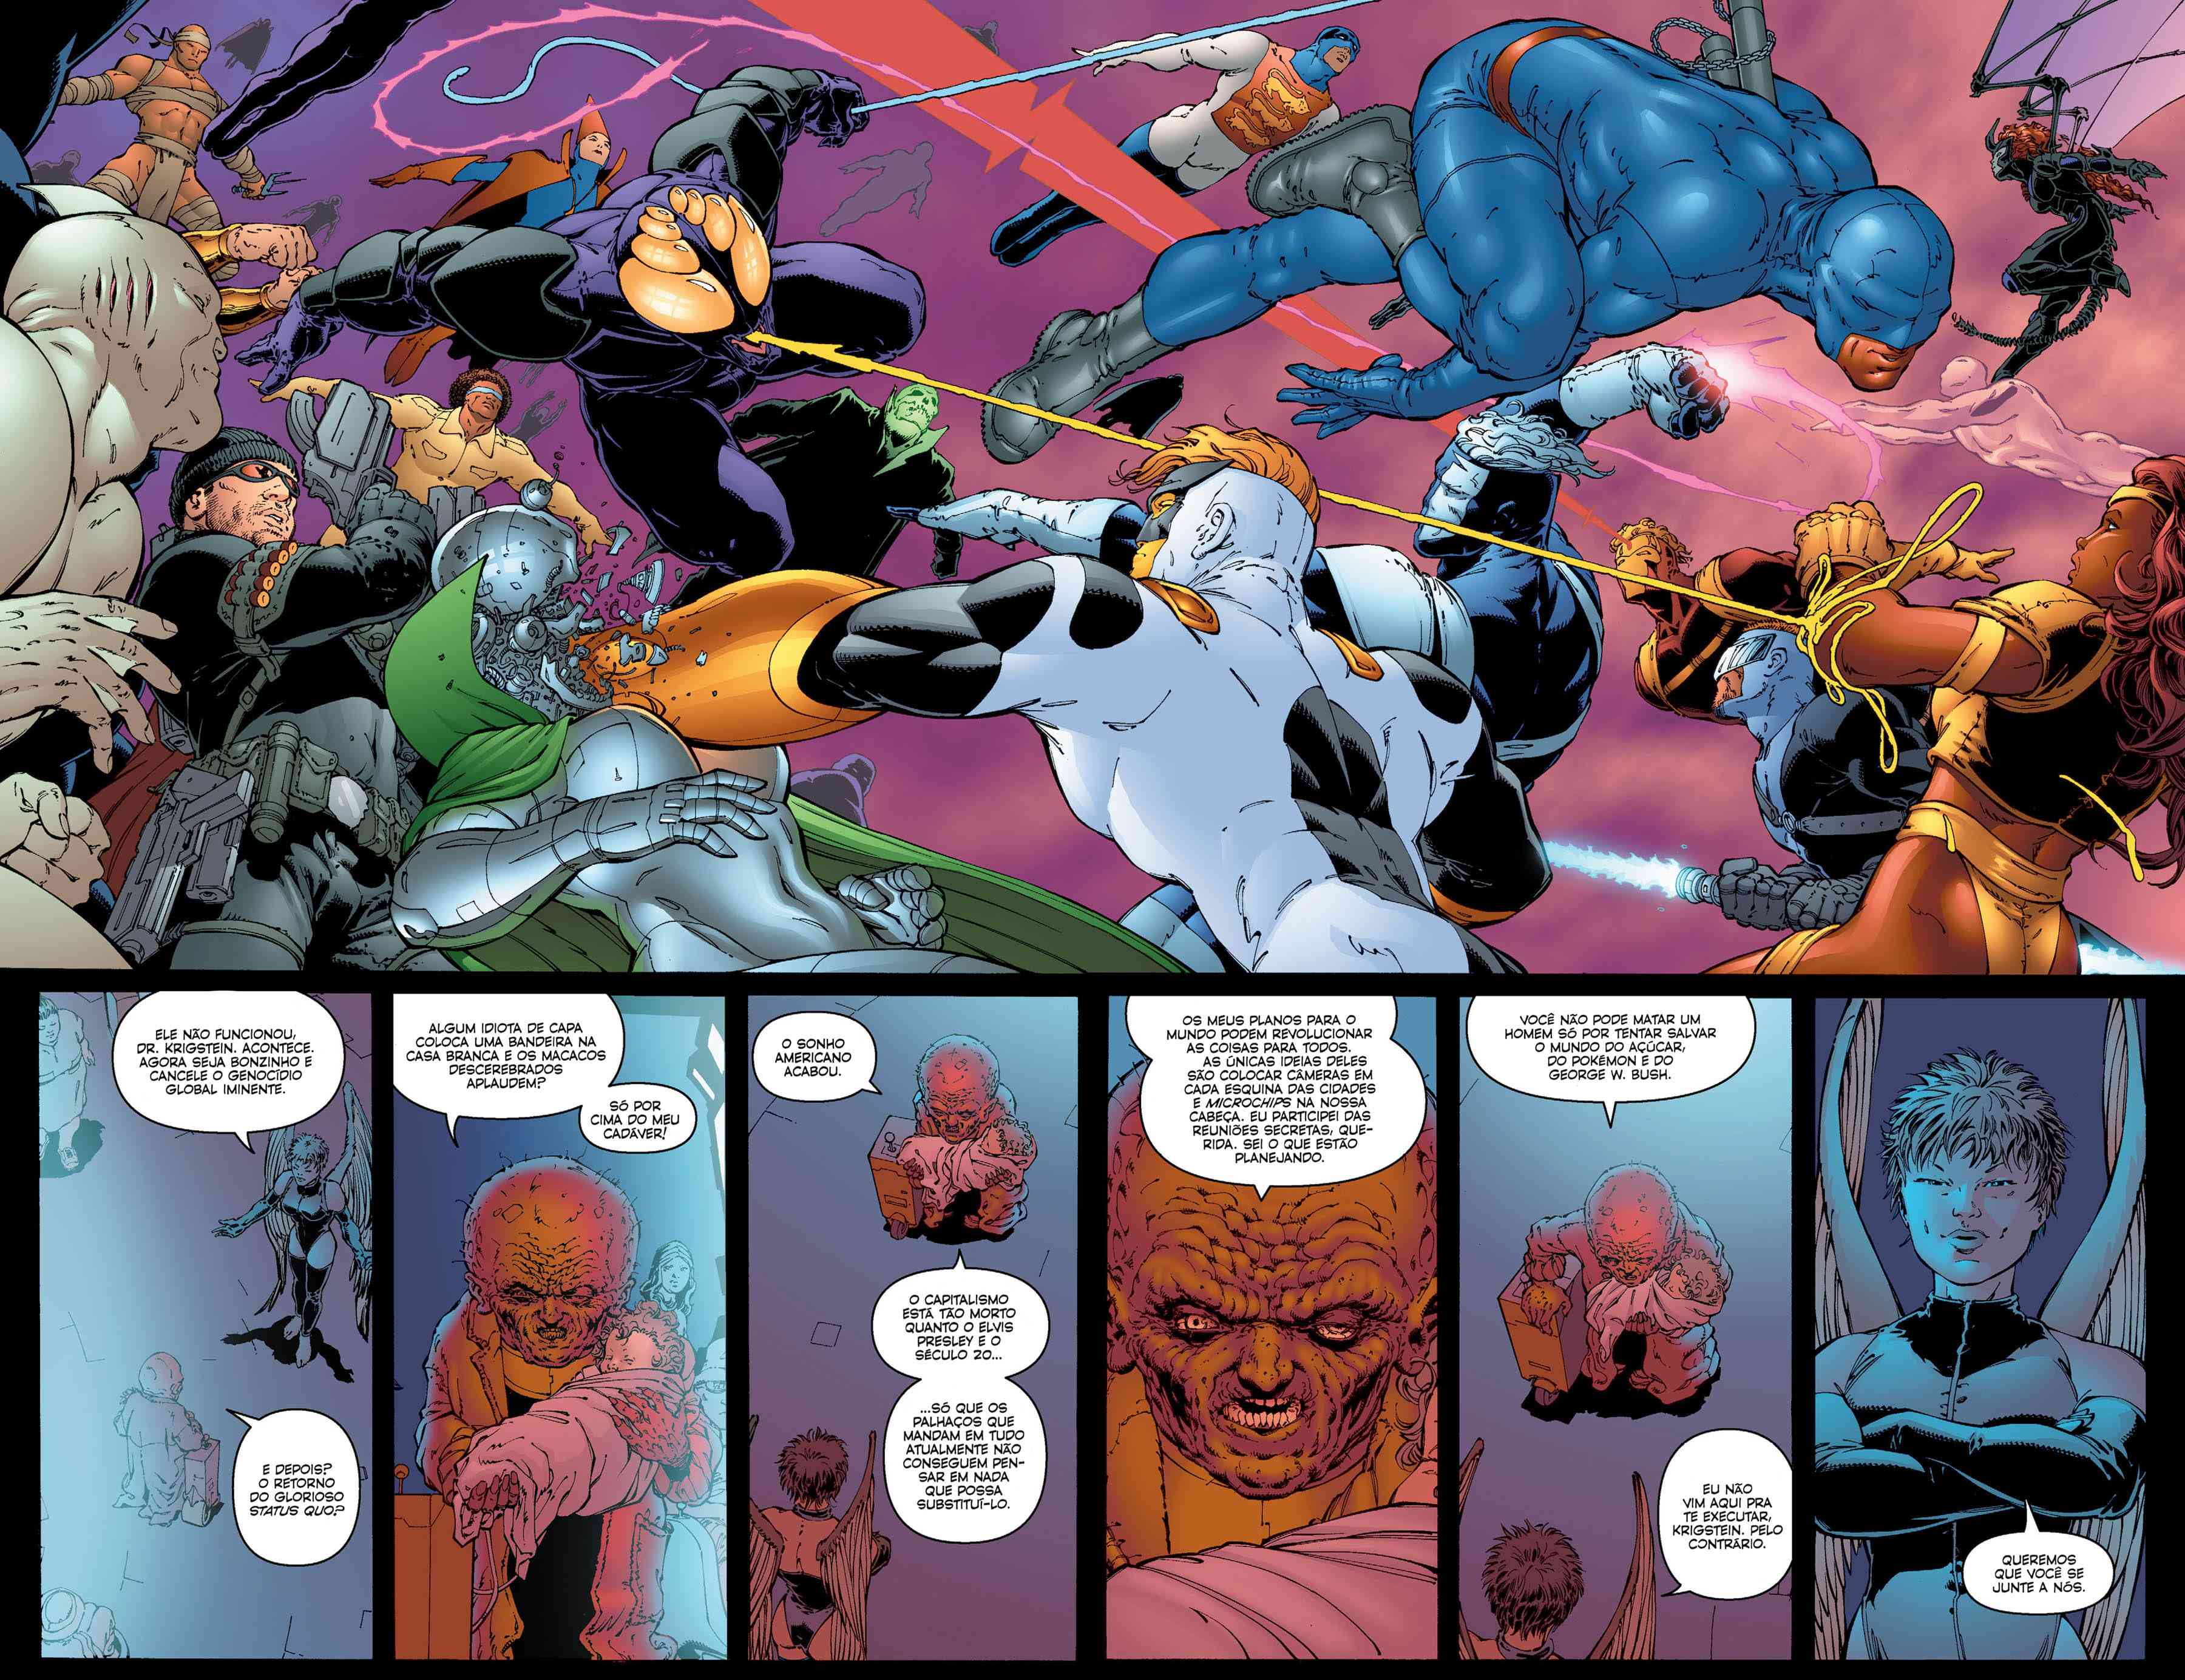 ELE NÃO FUNCIONOU,
DR. KRIGSTEIN. ACONTECE.
AGORA SEJA BONZINHO E
CANCELE O GENOCÍDIO
GLOBAL IMINENTE.
E DEPOIS?
O RETORNO
DO GLORIOSO
STATUS QUO?
ALGUM IDIOTA DE CAPA
COLOCA UMA BANDEIRA NA
CASA BRANCA E OS MACACOS
DESCEREBRADOS
APLAUDEM?
SÓ POR
CIMA DO MEU
CADÁVER!
O SONHO
AMERICANO
ACABOU.
O CAPITALISMO
ESTÁ TÃO MORTO
QUANTO O ELVIS
PRESLEY E O
SÉCULO 20...
...SÓ QUE OS
PALHAÇOS QUE
MANDAM EM TUDO
ATUALMENTE NÃO
CONSEGUEM PEN-
SAR EM NADA
QUE POSSA
SUBSTITUÍ-LO.
OS MEUS PLANOS PARA O
MUNDO PODEM REVOLUCIONAR
AS COISAS PARA TODOS.
AS ÚNICAS IDEIAS DELES
SÃO COLOCAR CÂMERAS EM
CADA ESQUINA DAS CIDADES
E MICROCHIPS NA NOSSA
CABEÇA. EU PARTICIPEI DAS
REUNIÕES SECRETAS, QUE-
RIDA. SEI O QUE ESTÃO
PLANEJANDO.
VOCÊ NÃO PODE MATAR UM
HOMEM SÓ POR TENTAR SALVAR
O MUNDO DO AÇÚCAR,
DO POKÉMON E DO
GEORGE W. BUSH.
EU NÃO
VIM AQUI PRA
TE EXECUTAR,
KRIGSTEIN. PELO
CONTRÁRIO.
QUEREMOS
QUE VOCÊ SE
JUNTE A NÓS.